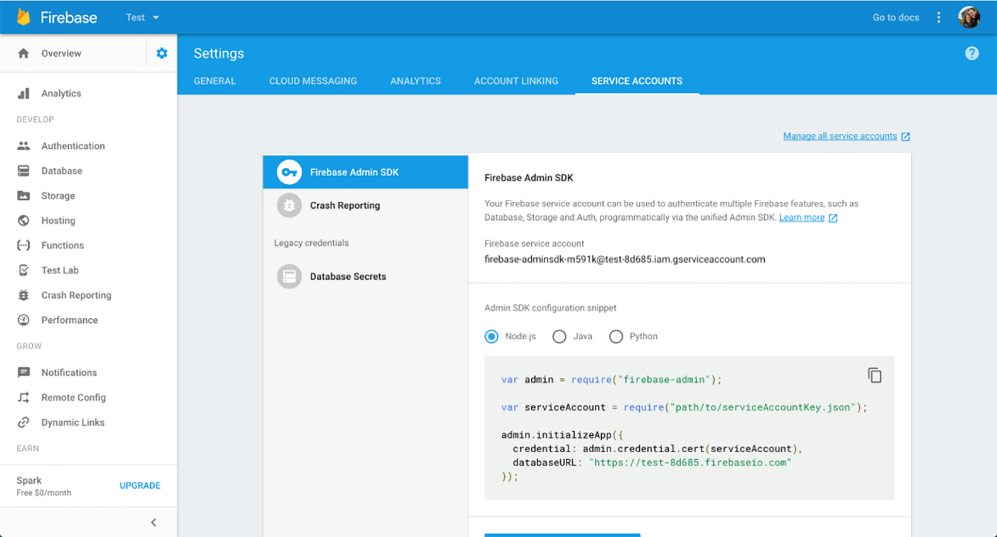 Firebase
Test
Go to docs
Overview
Settings
GENERAL CLOUD MESSAGING ANALYTICS ACCOUNT LINKING SERVICE ACCOUNTS
Analytics
DEVELOP
Authentication
Database
Storage
Hosting
Functions
Test Lab
Crash Reporting
Performance
GROW
Notifications
Remote Config
Dynamic Links
EARN
Spark
Free $0/month
UPGRADE
Manage all service accounts
Firebase Admin SDK
Crash Reporting
Legacy credentials
Database Secrets
Firebase Admin SDK
Your Firebase service account can be used to authenticate multiple Firebase features, such as
Database, Storage and Auth, programmatically via the unified Admin SDK. Learn more
Firebase service account
firebase-adminsdk-m591k@test-8d685.iam.gserviceaccount.com
Admin SDK configuration snippet
Node.js Java Python
var admin = require("firebase-admin");
var serviceAccount = require("path/to/serviceAccountKey.json");
admin.initializeApp({
credential: admin.credential.cert(serviceAccount),
databaseURL: "https://test-8d685.firebaseio.com"
});